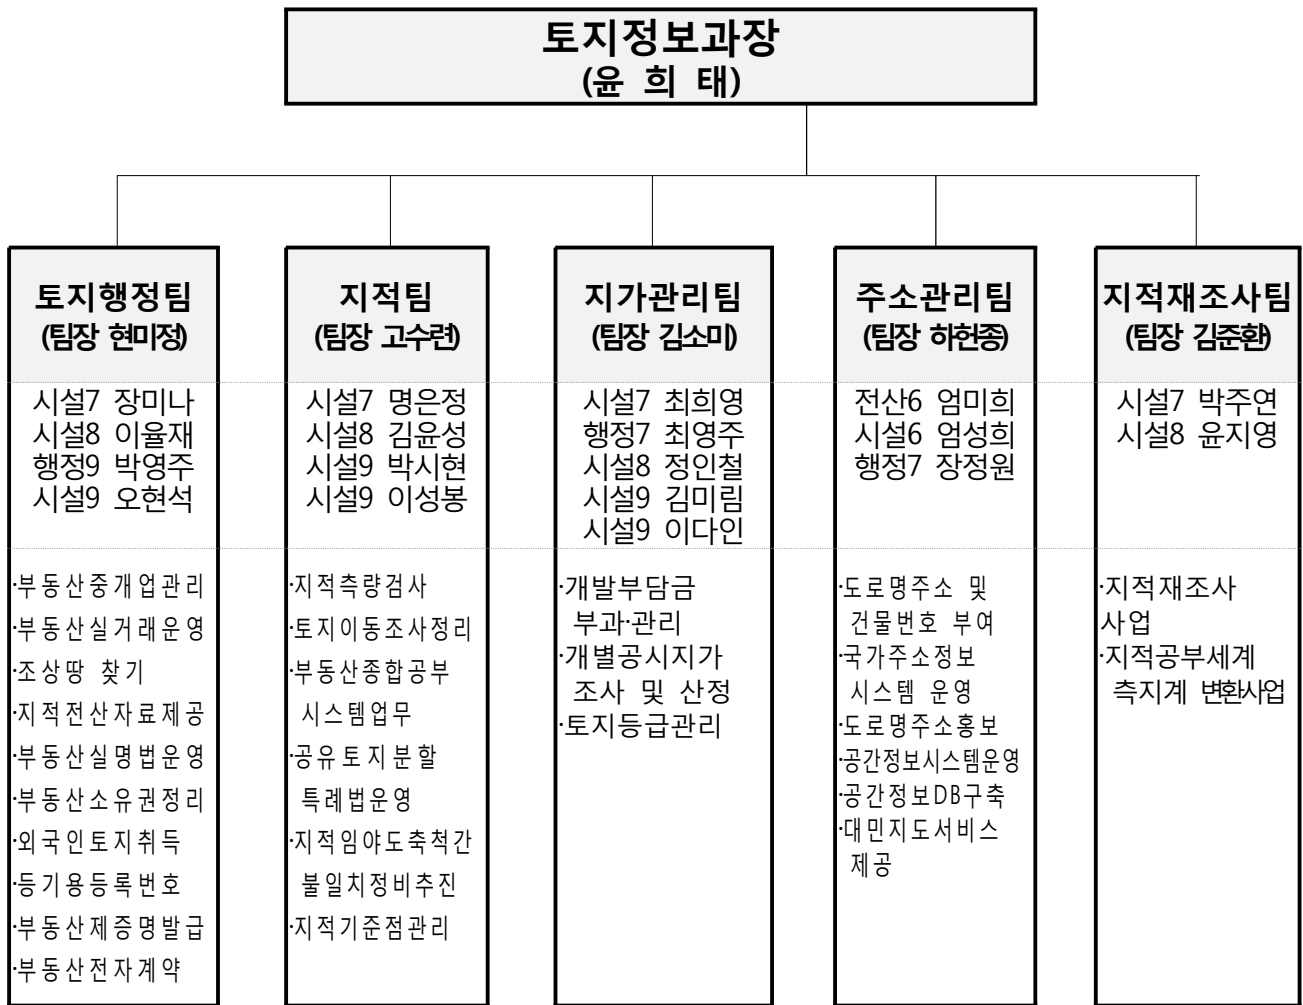 토지정보과장
(윤 희 태)
토지행정팀
(팀장 현미정)
시설7 장미나
시설8 이율재
행정9 박영주
시설9 오현석
·부동산중개업관리
·부동산실거래운영
·조상땅 찾기
·지적전산자료제공
·부동산실명법운영
·부동산소유권정리
·외국인토지취득
·등기용등록번호
·부동산제증명발급
·부동산전자계약
지적팀
(팀장 고수련)
시설7 명은정
시설8 김윤성
시설9 박시현
시설9 이성봉
·지적측량검사
·토지이동조사정리
·부동산종합공부
시스템업무
·공유토지분할
특례법운영
·지적임야도축척간
불일치정비추진
·지적기준점관리
지가관리팀
(팀장 김소미)
시설7 최희영
행정7 최영주
시설8 정인철
시설9 김미림
시설9 이다인
·개발부담금
부과·관리
·개별공시지가
조사 및 산정
·토지등급관리
주소관리팀
(팀장 하헌종)
전산6 엄미희
시설6 엄성희
행정7 장정원
·도로명주소 및
건물번호 부여
·국가주소정보
시스템 운영
·도로명주소홍보
·공간정보시스템운영
·공간정보DB구축
·대민지도서비스
제공
지적재조사팀
(팀장 김준환)
시설7 박주연
시설8 윤지영
·지적재조사
사업
·지적공부세계
측지계 변환사업